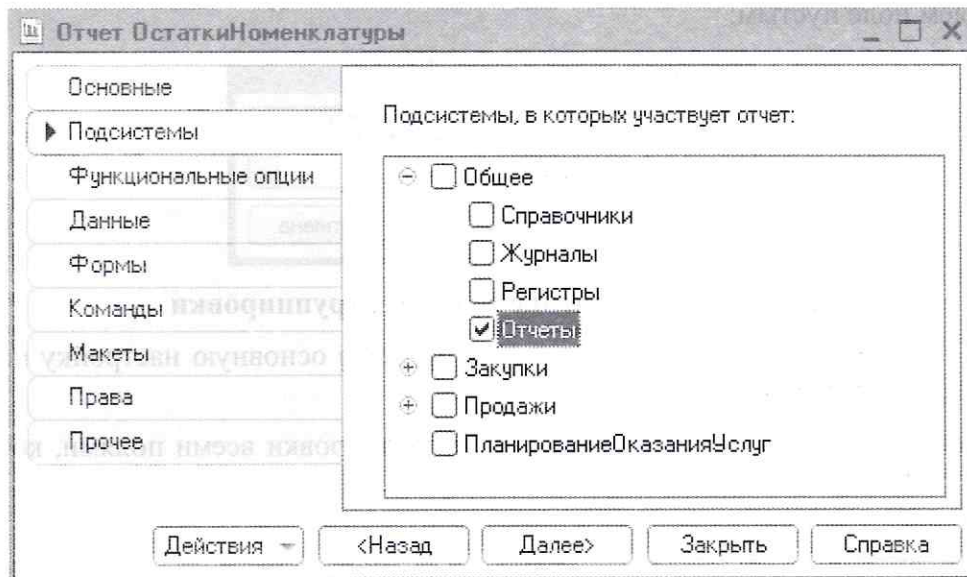 Отчет ОстаткиНоменклатуры
Основные
Подсистемы
Функциональные опции
Данные
Формы
Команды
Макеты
Права
Прочее
Подсистемы, в которых участвует отчет:
Общее
Справочники
Журналы
Регистры
Отчеты
Закупки
Продажи
ПланированиеОказанияУслуг
Действия
<Назад
Далее>
Закрыть
Справка